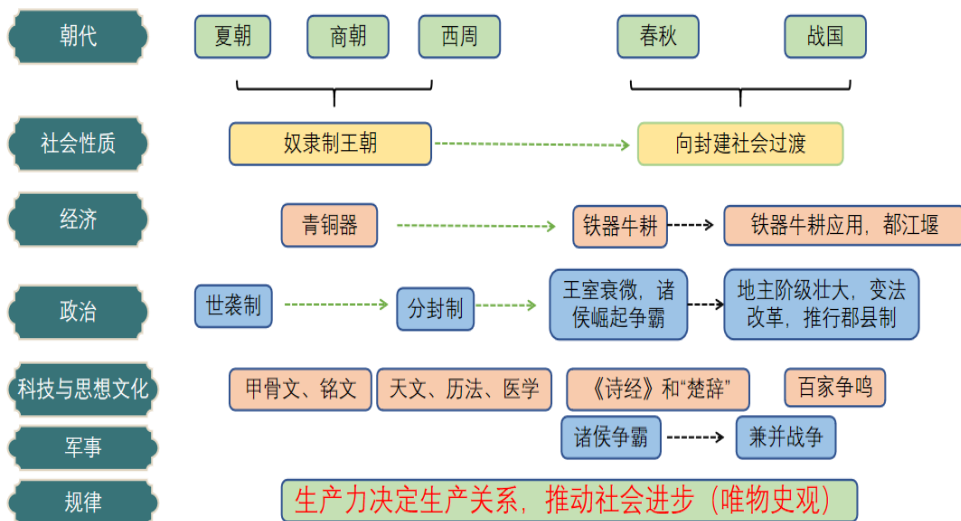 朝代
夏朝
商朝
西周
春秋
战国
社会性质
奴隶制王朝
向封建社会过渡
经济
青铜器
铁器牛耕
铁器牛耕应用，都江堰
政治
世袭制
分封制
王室衰微，诸
侯崛起争霸
地主阶级壮大，变法
改革，推行郡县制
科技与思想文化
甲骨文、铭文
天文、历法、医学
《诗经》和“楚辞”
百家争鸣
军事
诸侯争霸
兼并战争
规律
生产力决定生产关系，推动社会进步（唯物史观）